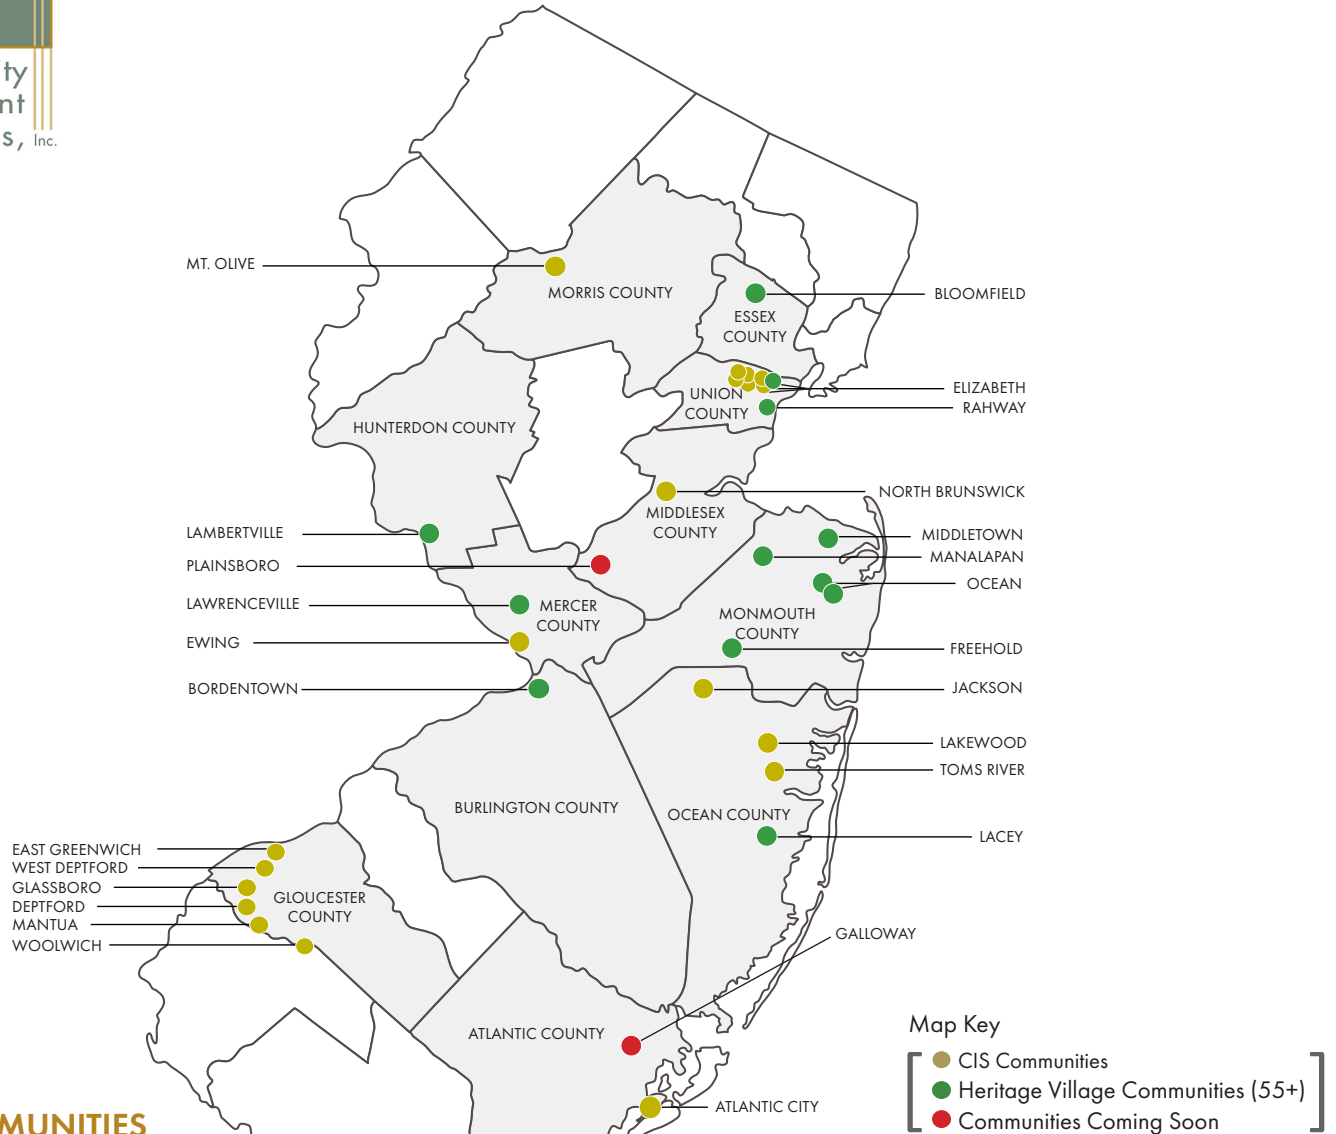 ty
nt
s, Inc.
MT. OLIVE
MORRIS COUNTY
BLOOMFIELD
ESSEX
COUNTY
ELIZABETH
UNION
COUNTY
RAHWAY
HUNTERDON COUNTY
NORTH BRUNSWICK
MIDDLESEX
COUNTY
LAMBERTVILLE
MIDDLETOWN
MANALAPAN
PLAINSBORO
OCEAN
LAWRENCEVILLE
MERCER
COUNTY
MONMOUTH
COUNTY
EWING
FREEHOLD
BORDENTOWN
JACKSON
LAKEWOOD
TOMS RIVER
BURLINGTON COUNTY
OCEAN COUNTY
LACEY
EAST GREENWICH
WEST DEPTFORD
GLASSBORO
DEPTFORD
MANTUA
WOOLWICH
GLOUCESTER
COUNTY
GALLOWAY
ATLANTIC COUNTY
ATLANTIC CITY
Map Key
CIS Communities
Heritage Village Communities (55+)
Communities Coming Soon
MUNITIES